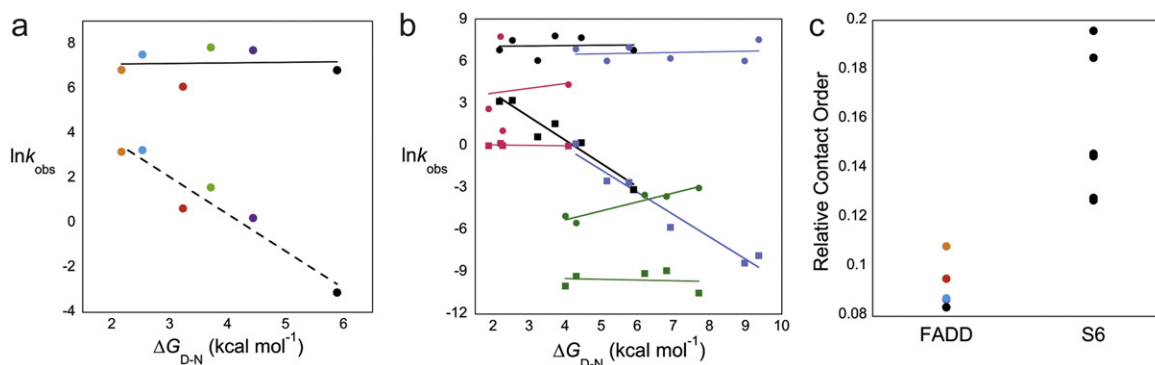 a
8
6
4
2
0
-2
-4
ln k obs
2 3 4 5 6
ΔG D-N (kcal mol⁻¹)
b
9
6
3
0
-3
-6
-9
-12
ln k obs
2 3 4 5 6 7 8 9 10
ΔG D-N (kcal mol⁻¹)
c
0.2
0.18
0.16
0.14
0.12
0.1
0.08
Relative Contact Order
FADD S6